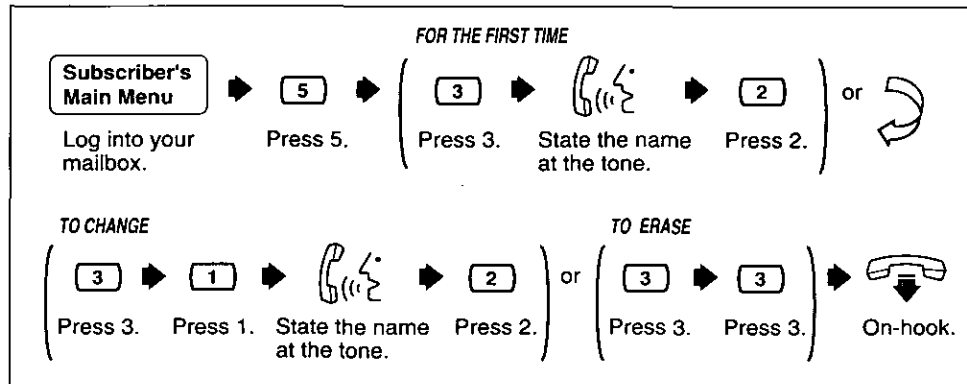 FOR THE FIRST TIME
Subscriber's
Main Menu
5
3
2
or
Log into your
mailbox.
Press 5.
Press 3.
State the name
at the tone.
Press 2.
TO CHANGE
TO ERASE
3
1
2
or
3
3
Press 3.
Press 1.
State the name
at the tone.
Press 2.
Press 3.
Press 3.
On-hook.